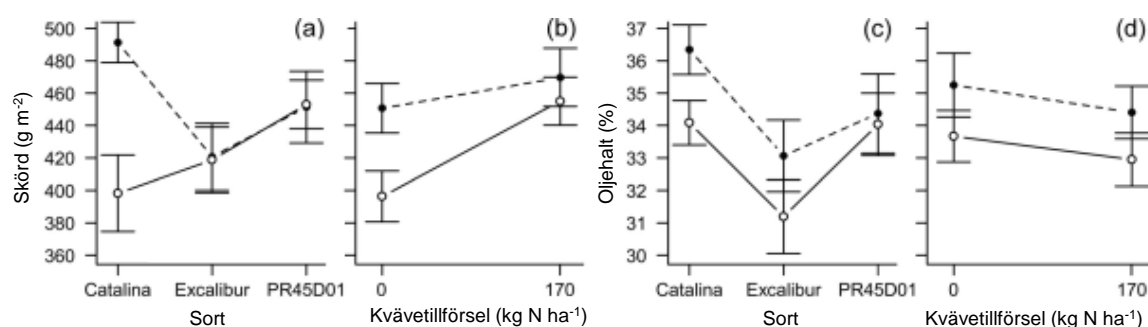 (a)
(b)
(c)
(d)
Skörd (g m-2)
500
480
460
440
420
400
380
360
Catalina Excalibur PR45D01
Sort
0 170
Kvävetillförsel (kg N ha-1)
Oljehalt (%)
37
36
35
34
33
32
31
30
Catalina Excalibur PR45D01
Sort
0 170
Kvävetillförsel (kg N ha-1)